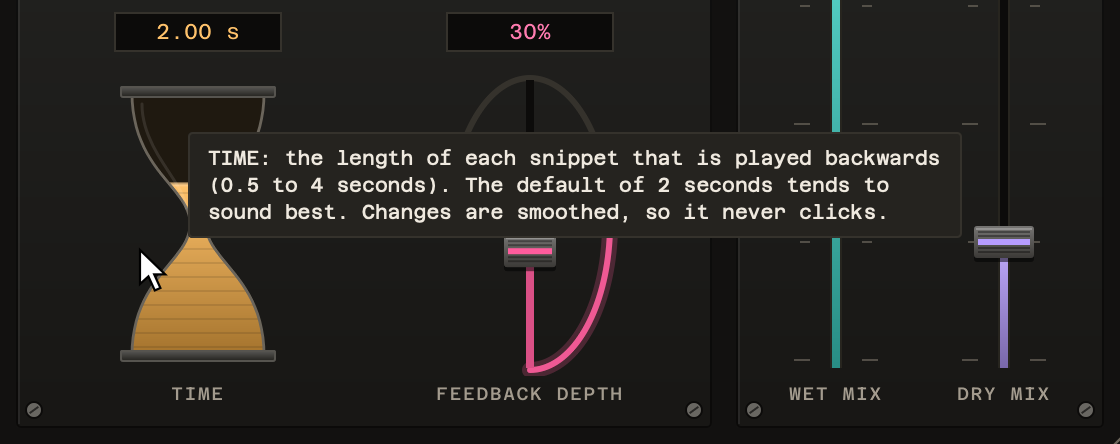 2.00 s
30%
TIME: the length of each snippet that is played backwards
(0.5 to 4 seconds). The default of 2 seconds tends to
sound best. Changes are smoothed, so it never clicks.
TIME
FEEDBACK DEPTH
WET MIX
DRY MIX